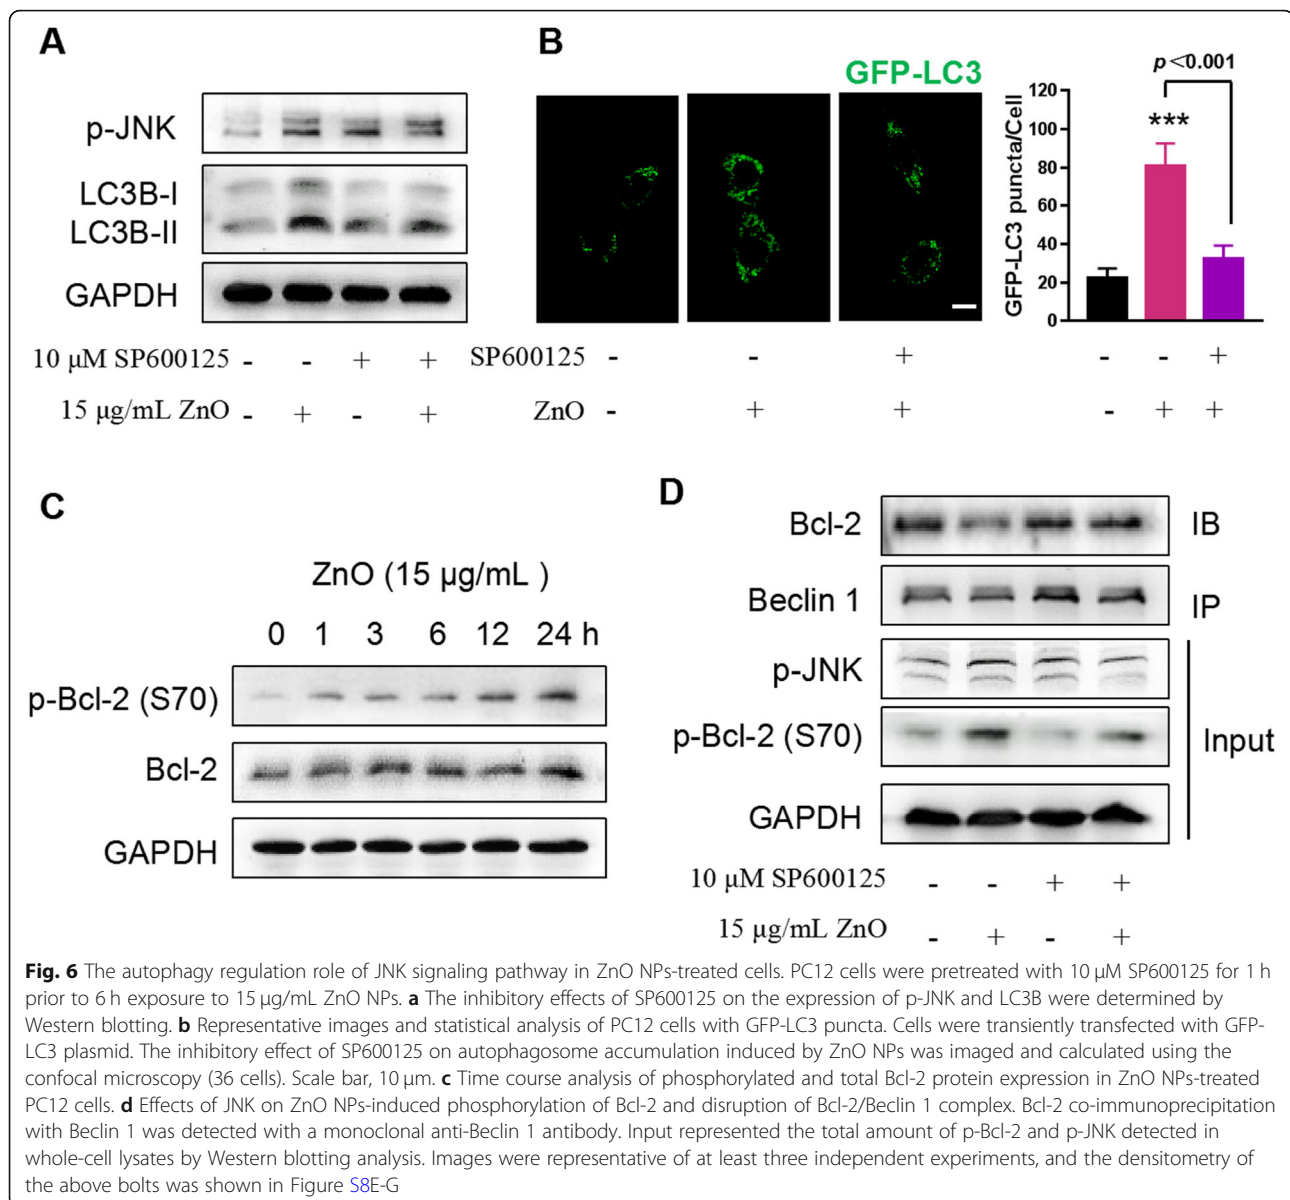 A
p-JNK
LC3B-I
LC3B-II
GAPDH
10 µM SP600125 - - + +
15 µg/mL ZnO - + - +
B
GFP-LC3
SP600125 - - +
ZnO - + +
GFP-LC3 puncta/Cell
120
100
80
60
40
20
0
p<0.001
***
- - +
- + +
C
ZnO (15 µg/mL )
0 1 3 6 12 24 h
p-Bcl-2 (S70)
Bcl-2
GAPDH
D
Bcl-2 IB
Beclin 1 IP
p-JNK
p-Bcl-2 (S70)
GAPDH
Input
10 µM SP600125 - - + +
15 µg/mL ZnO - + - +
Fig. 6 The autophagy regulation role of JNK signaling pathway in ZnO NPs-treated cells. PC12 cells were pretreated with 10 µM SP600125 for 1 h
prior to 6 h exposure to 15 µg/mL ZnO NPs. a The inhibitory effects of SP600125 on the expression of p-JNK and LC3B were determined by
Western blotting. b Representative images and statistical analysis of PC12 cells with GFP-LC3 puncta. Cells were transiently transfected with GFP-
LC3 plasmid. The inhibitory effect of SP600125 on autophagosome accumulation induced by ZnO NPs was imaged and calculated using the
confocal microscopy (36 cells). Scale bar, 10 µm. c Time course analysis of phosphorylated and total Bcl-2 protein expression in ZnO NPs-treated
PC12 cells. d Effects of JNK on ZnO NPs-induced phosphorylation of Bcl-2 and disruption of Bcl-2/Beclin 1 complex. Bcl-2 co-immunoprecipitation
with Beclin 1 was detected with a monoclonal anti-Beclin 1 antibody. Input represented the total amount of p-Bcl-2 and p-JNK detected in
whole-cell lysates by Western blotting analysis. Images were representative of at least three independent experiments, and the densitometry of
the above bolts was shown in Figure S8E-G